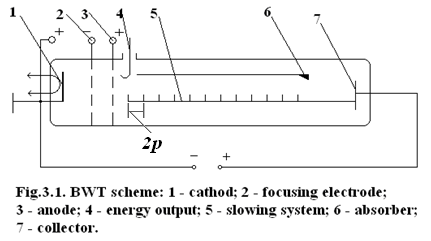 1 2 3 4 5 6 7
+ − +
2p
− +
Fig.3.1. BWT scheme: 1 - cathod; 2 - focusing electrode;
3 - anode; 4 - energy output; 5 - slowing system; 6 - absorber;
7 - collector.